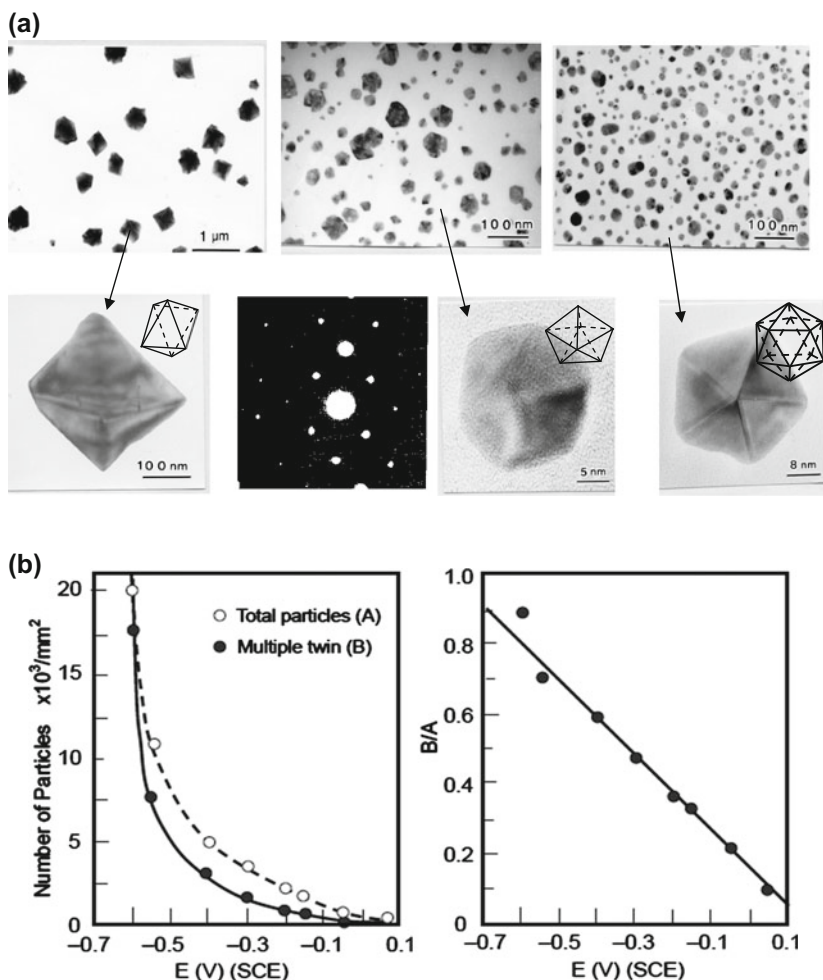 (a)
1 μm
100 nm
100 nm
100 nm
5 nm
8 nm
(b)
Number of Particles x10³/mm²
20
15
10
5
0
Total particles (A)
Multiple twin (B)
–0.7 –0.5 –0.3 –0.1 0.1
E (V) (SCE)
B/A
1.0
0.8
0.6
0.4
0.2
0
–0.7 –0.5 –0.3 –0.1 0.1
E (V) (SCE)